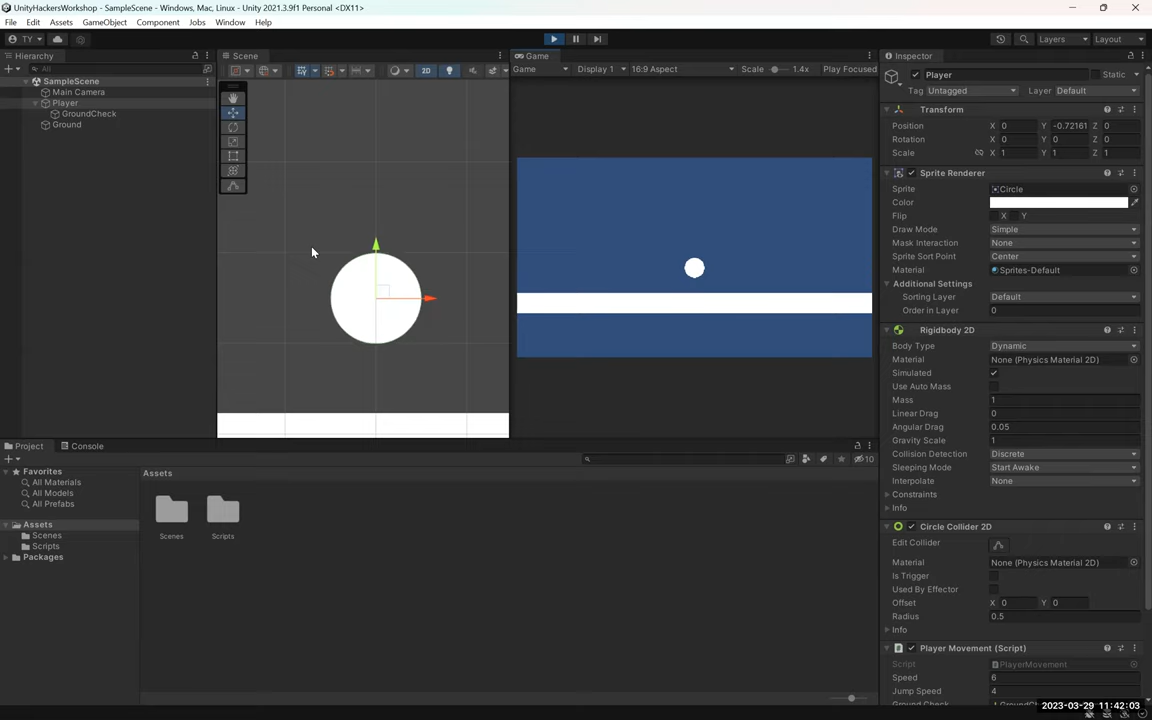 UnityHackersWorkshop - SampleScene - Windows, Mac, Linux - Unity 2021.3.9f1 Personal <DX11>
File Edit Assets GameObject Component Jobs Window Help
TY Layers Layout
Hierarchy
All
SampleScene
Main Camera
Player
GroundCheck
Ground
Scene
2D
Game
Game Display 1 16:9 Aspect Scale 1.4x Play Focused
Inspector
Player Static
Tag Untagged Layer Default
Transform
Position X 0 Y -0.72161 Z 0
Rotation X 0 Y 0 Z 0
Scale X 1 Y 1 Z 1
Sprite Renderer
Sprite Circle
Color
Flip X Y
Draw Mode Simple
Mask Interaction None
Sprite Sort Point Center
Material Sprites-Default
Additional Settings
Sorting Layer Default
Order in Layer 0
Rigidbody 2D
Body Type Dynamic
Material None (Physics Material 2D)
Simulated
Use Auto Mass
Mass 1
Linear Drag 0
Angular Drag 0.05
Gravity Scale 1
Collision Detection Discrete
Sleeping Mode Start Awake
Interpolate None
Constraints
Info
Circle Collider 2D
Edit Collider
Material None (Physics Material 2D)
Is Trigger
Used By Effector
Offset X 0 Y 0
Radius 0.5
Info
Player Movement (Script)
Script PlayerMovement
Speed 6
Jump Speed 4
2023-03-29 11:42:03
Project Console
10
Favorites
All Materials
All Models
All Prefabs
Assets
Scenes
Scripts
Packages
Assets
Scenes Scripts